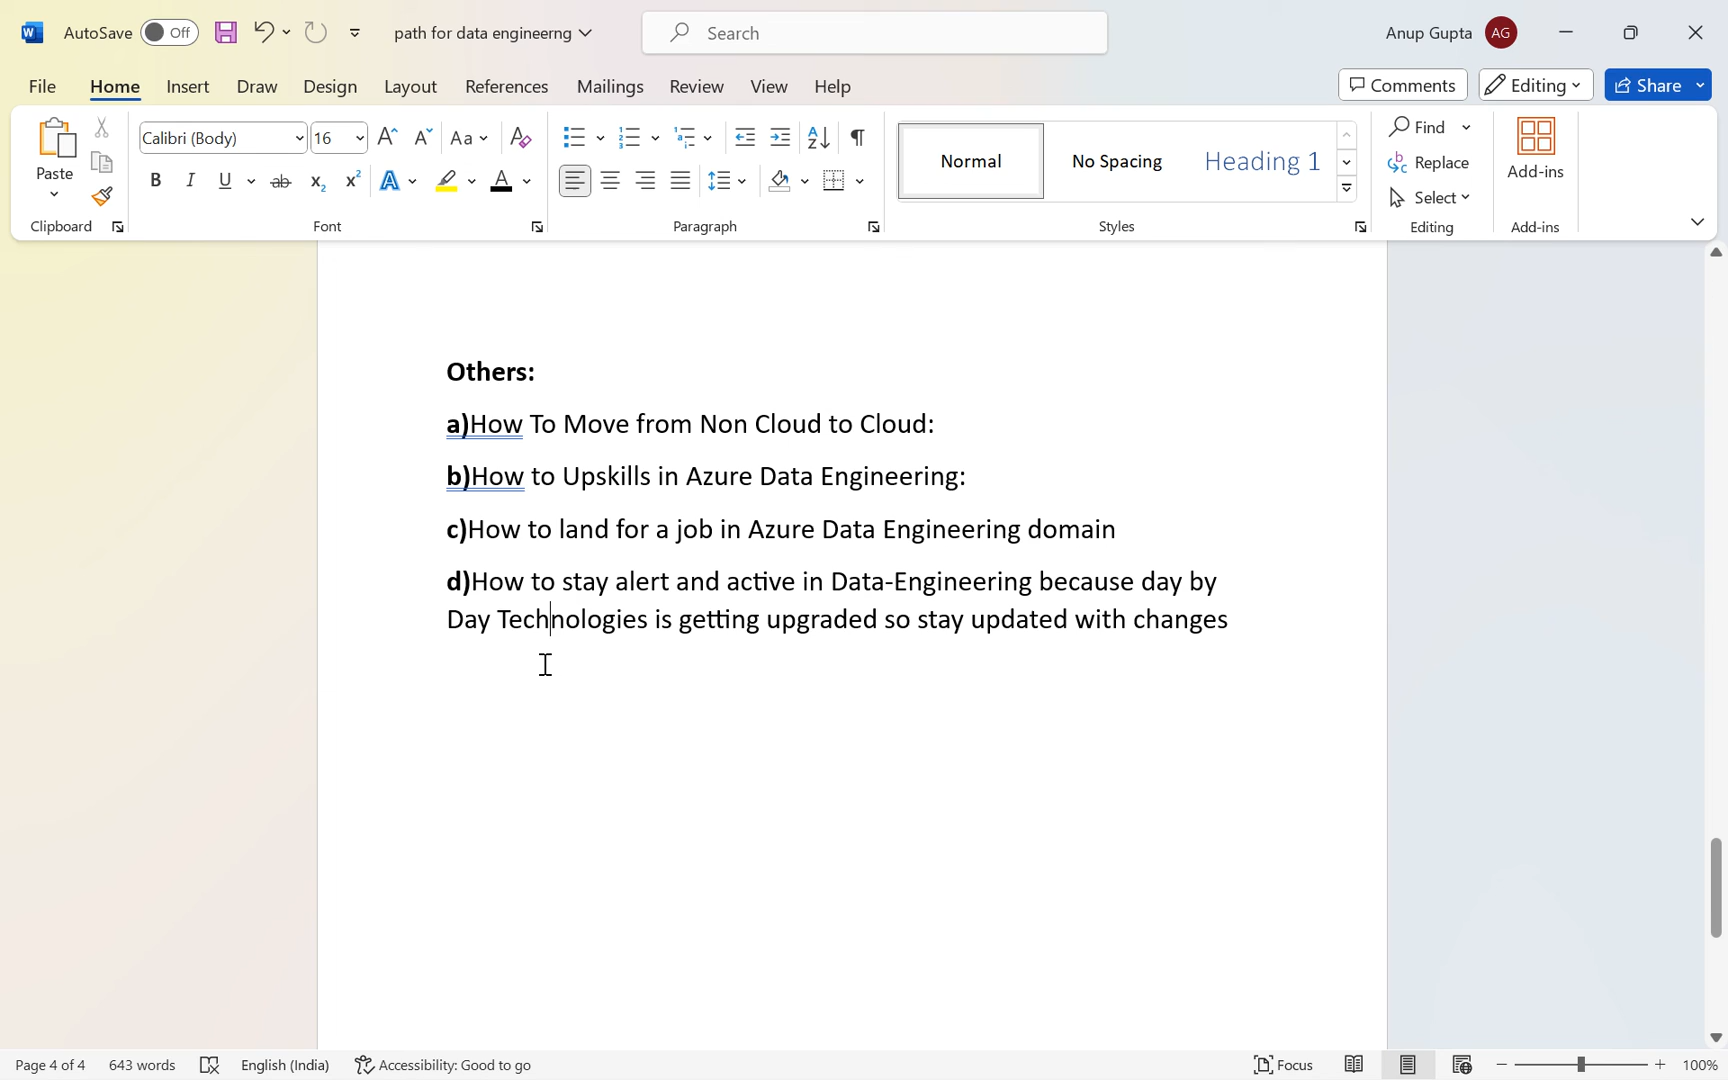 AutoSave Off path for data engineerng Search Anup Gupta AG
File Home Insert Draw Design Layout References Mailings Review View Help Comments Editing Share
Calibri (Body) 16 Aa
Paste
Normal No Spacing Heading 1
Find
Replace
Select
Add-ins
Clipboard Font Paragraph Styles Editing Add-ins
Others:
a)How To Move from Non Cloud to Cloud:
b)How to Upskills in Azure Data Engineering:
c)How to land for a job in Azure Data Engineering domain
d)How to stay alert and active in Data-Engineering because day by
Day Technologies is getting upgraded so stay updated with changes
Page 4 of 4 643 words English (India) Accessibility: Good to go Focus 100%